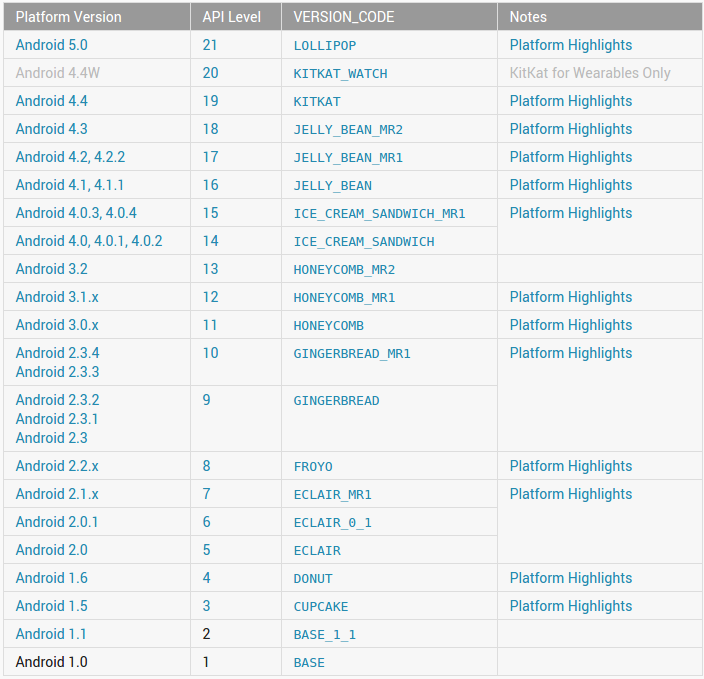 Platform Version API Level VERSION_CODE Notes
Android 5.0 21 LOLLIPOP Platform Highlights
Android 4.4W 20 KITKAT_WATCH KitKat for Wearables Only
Android 4.4 19 KITKAT Platform Highlights
Android 4.3 18 JELLY_BEAN_MR2 Platform Highlights
Android 4.2, 4.2.2 17 JELLY_BEAN_MR1 Platform Highlights
Android 4.1, 4.1.1 16 JELLY_BEAN Platform Highlights
Android 4.0.3, 4.0.4 15 ICE_CREAM_SANDWICH_MR1 Platform Highlights
Android 4.0, 4.0.1, 4.0.2 14 ICE_CREAM_SANDWICH
Android 3.2 13 HONEYCOMB_MR2
Android 3.1.x 12 HONEYCOMB_MR1 Platform Highlights
Android 3.0.x 11 HONEYCOMB Platform Highlights
Android 2.3.4 10 GINGERBREAD_MR1 Platform Highlights
Android 2.3.3
Android 2.3.2 9 GINGERBREAD
Android 2.3.1
Android 2.3
Android 2.2.x 8 FROYO Platform Highlights
Android 2.1.x 7 ECLAIR_MR1 Platform Highlights
Android 2.0.1 6 ECLAIR_0_1
Android 2.0 5 ECLAIR
Android 1.6 4 DONUT Platform Highlights
Android 1.5 3 CUPCAKE Platform Highlights
Android 1.1 2 BASE_1_1
Android 1.0 1 BASE